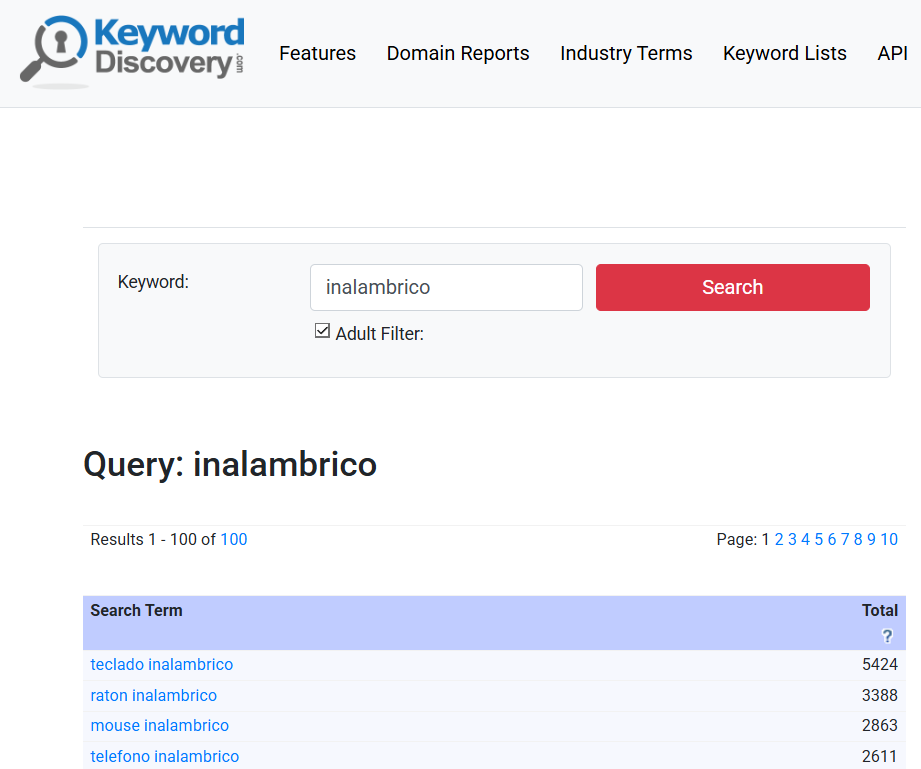 Keyword
Discovery.com
Features Domain Reports Industry Terms Keyword Lists API
Keyword:
inalambrico
Search
Adult Filter:
Query: inalambrico
Results 1 - 100 of 100 Page: 1 2 3 4 5 6 7 8 9 10
Search Term Total
?
teclado inalambrico 5424
raton inalambrico 3388
mouse inalambrico 2863
telefono inalambrico 2611